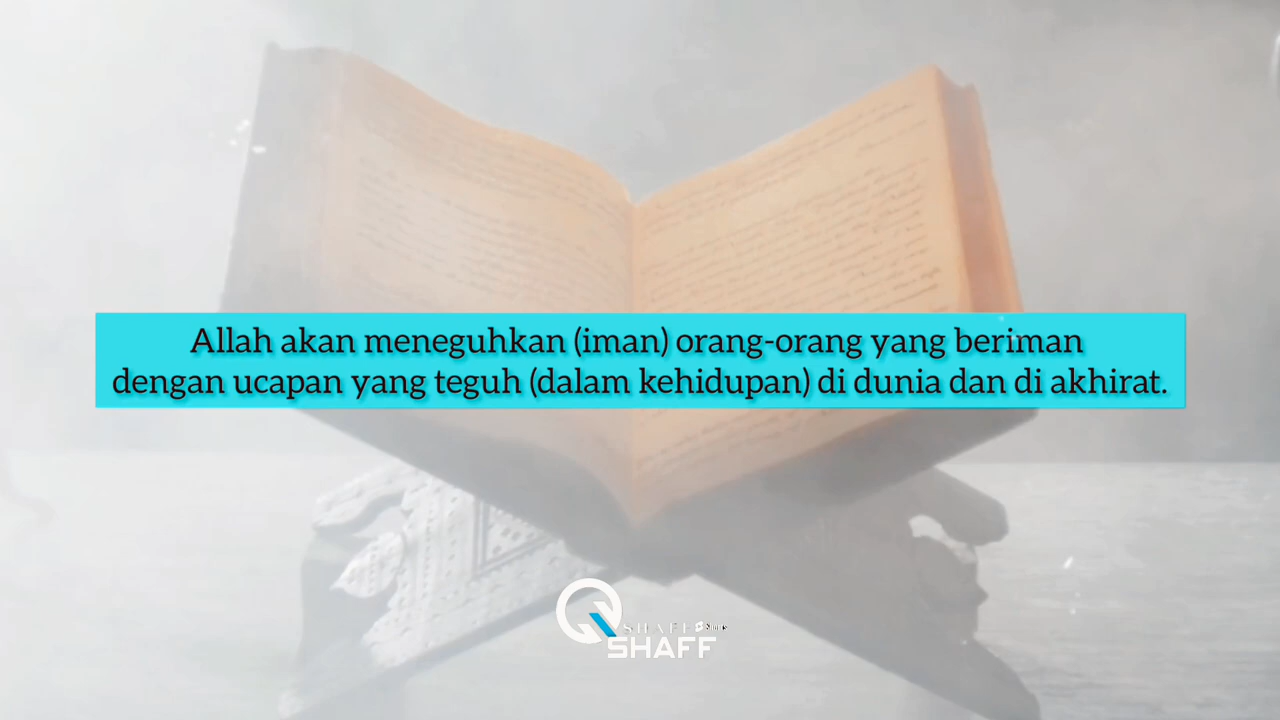 Allah akan meneguhkan (iman) orang-orang yang beriman
dengan ucapan yang teguh (dalam kehidupan) di dunia dan di akhirat.
SHAFF
SHAFF